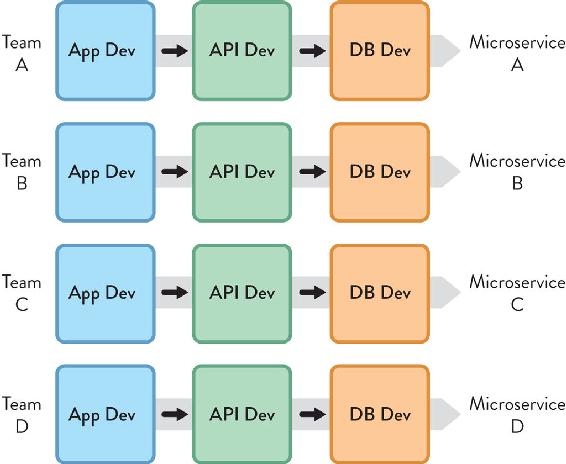 Team
A
App Dev
API Dev
DB Dev
Microservice
A
Team
B
App Dev
API Dev
DB Dev
Microservice
B
Team
C
App Dev
API Dev
DB Dev
Microservice
C
Team
D
App Dev
API Dev
DB Dev
Microservice
D